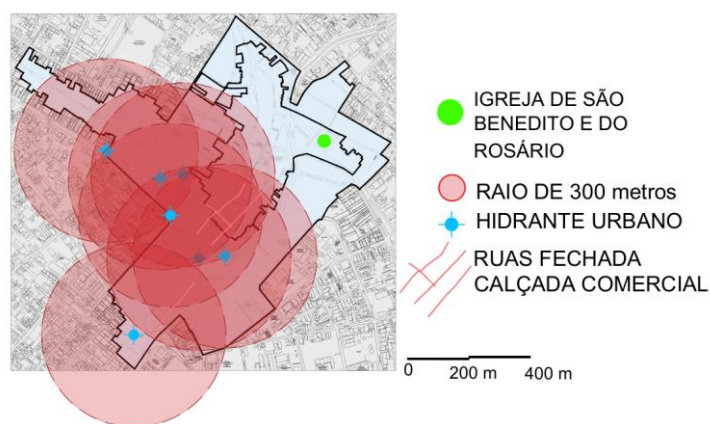 IGREJA DE SÃO
BENEDITO E DO
ROSÁRIO
RAIO DE 300 metros
HIDRANTE URBANO
RUAS FECHADA
CALÇADA COMERCIAL
0 200 m 400 m